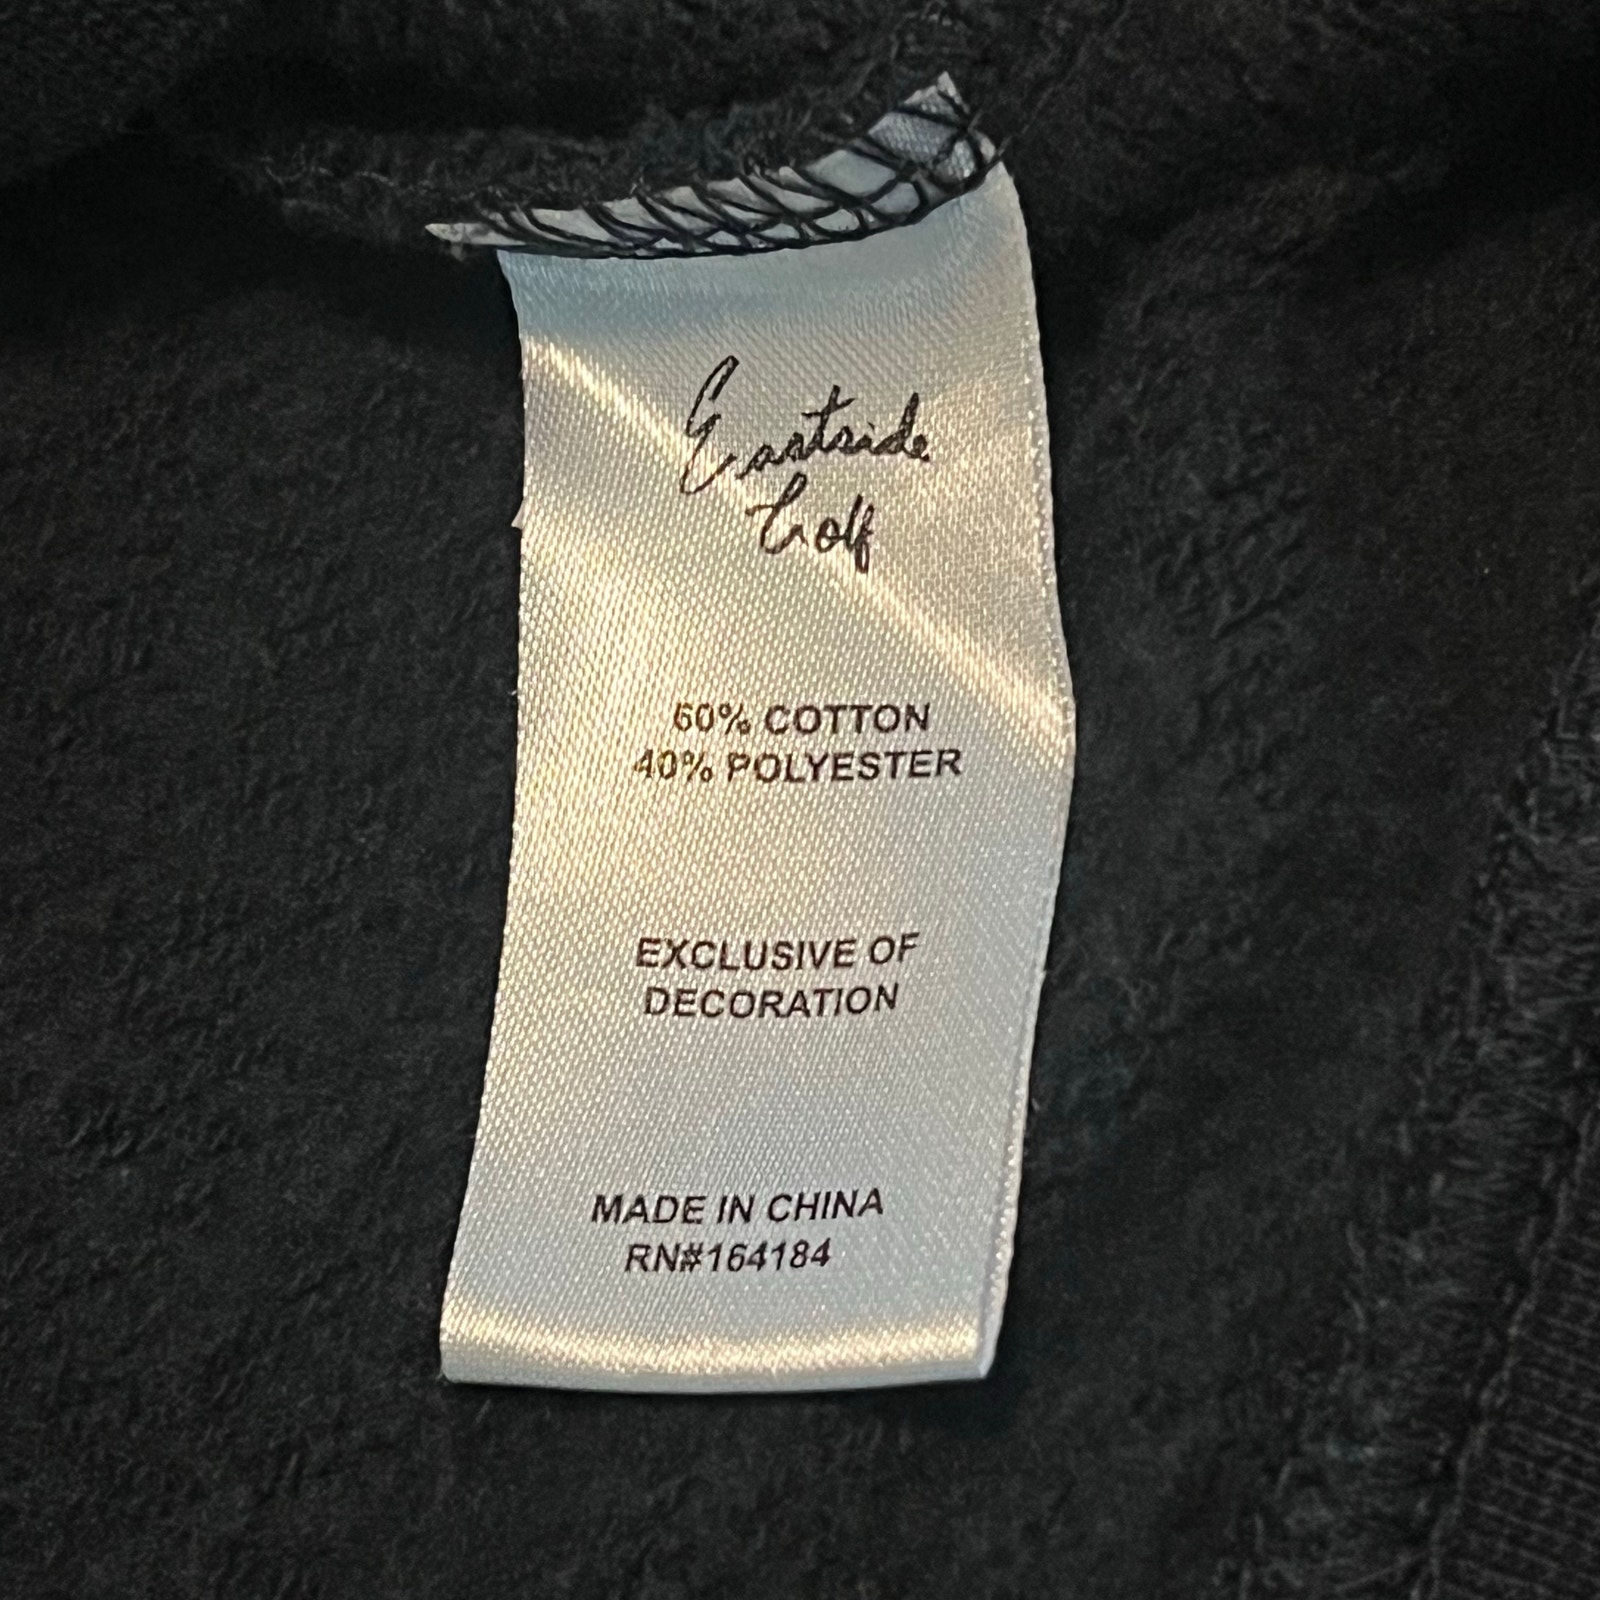 Eastside
Golf
60% COTTON
40% POLYESTER
EXCLUSIVE OF
DECORATION
MADE IN CHINA
RN#164184